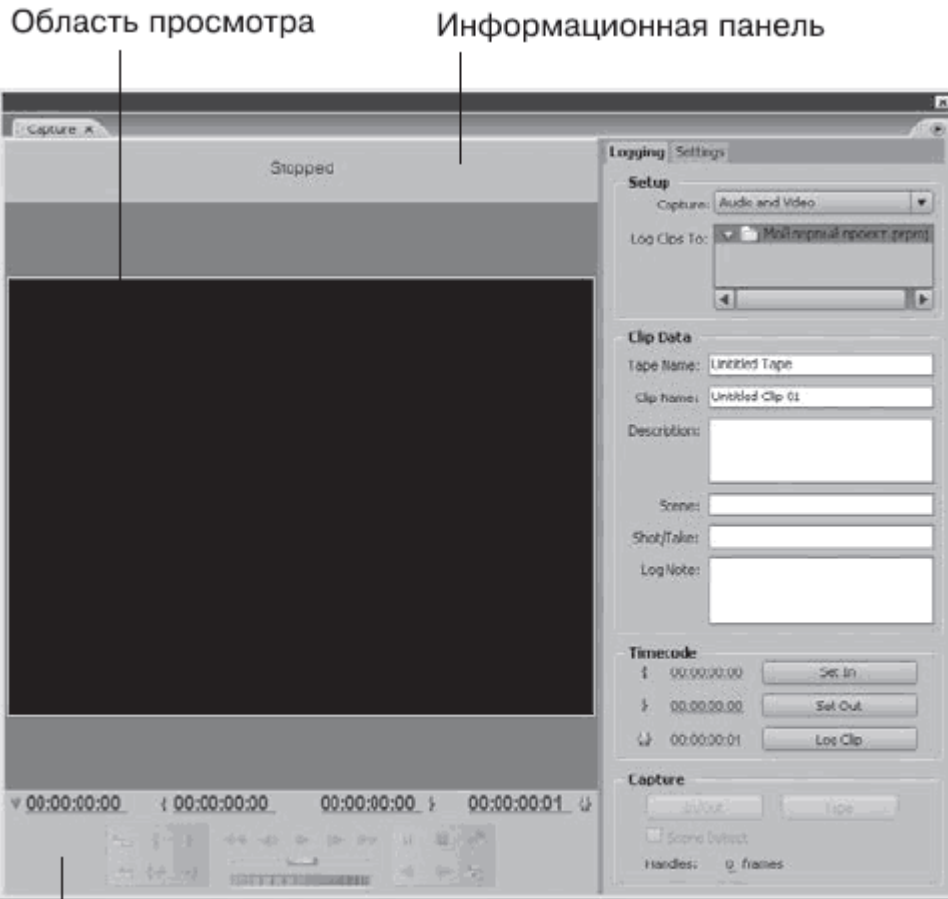 Область просмотра
Информационная панель
Capture
Stopped
Logging Settings
Setup
Capture: Audio and Video
Log Clips To: Мой первый проект.prproj
Clip Data
Tape Name: Untitled Tape
Clip Name: Untitled Clip 01
Description:
Scene:
Shot/Take:
Log Note:
Timecode
00:00:00:00 Set In
00:00:00:00 Set Out
00:00:00:01 Log Clip
Capture
In/Out Tape
Scene Detect
Handles: 0 frames
00:00:00:00 { 00:00:00:00 00:00:00:00 } 00:00:00:01 {}